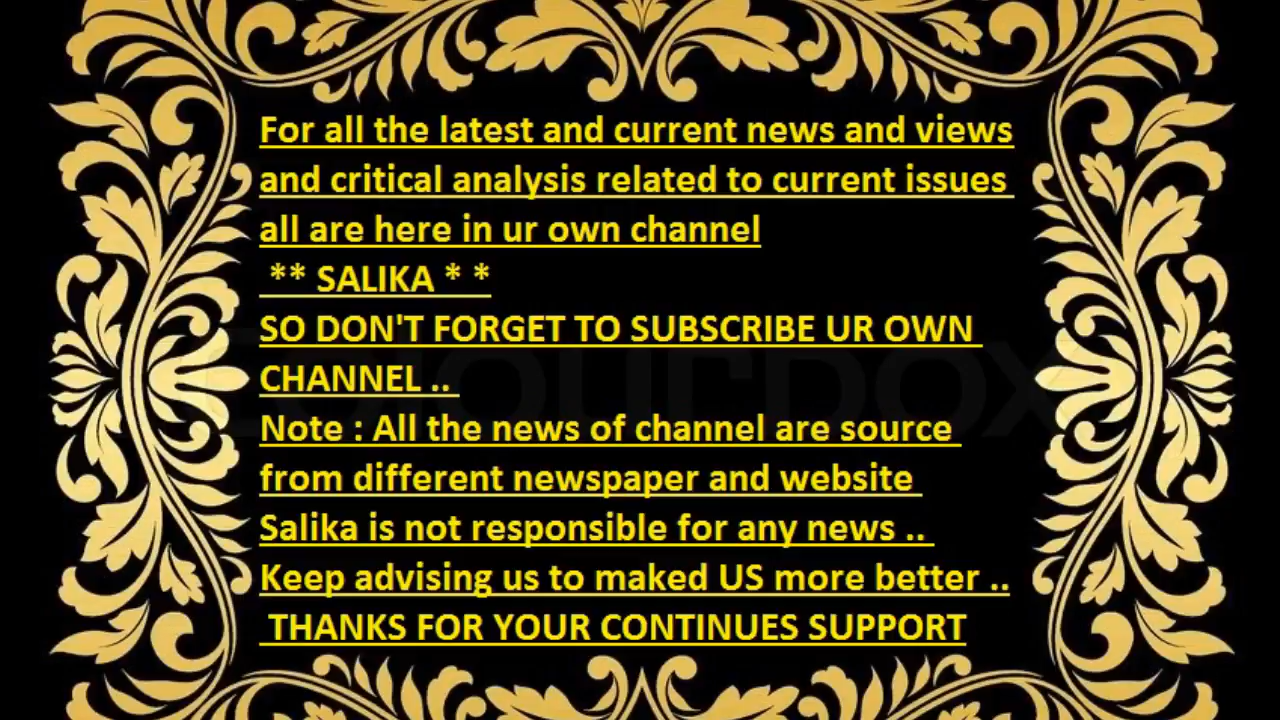 For all the latest and current news and views
and critical analysis related to current issues
all are here in ur own channel
** SALIKA * *
SO DON'T FORGET TO SUBSCRIBE UR OWN
CHANNEL ..
Note : All the news of channel are source
from different newspaper and website
Salika is not responsible for any news ..
Keep advising us to maked US more better ..
THANKS FOR YOUR CONTINUES SUPPORT